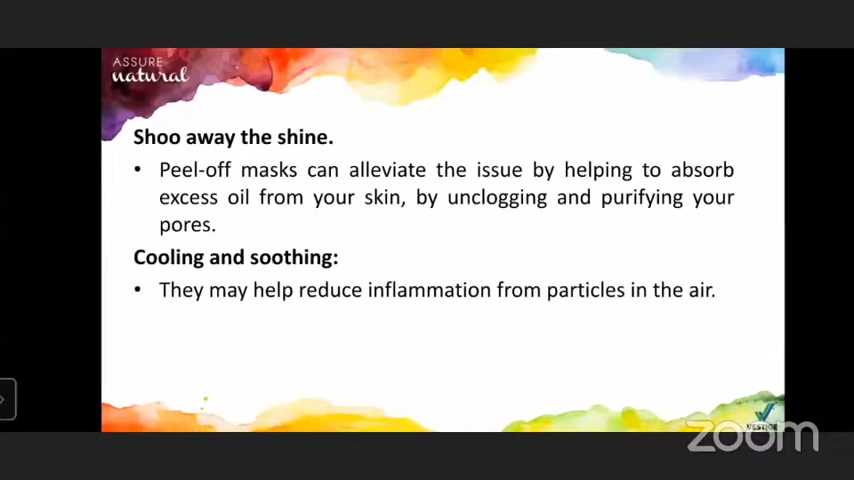 ASSURE
natural
Shoo away the shine.
• Peel-off masks can alleviate the issue by helping to absorb
excess oil from your skin, by unclogging and purifying your
pores.
Cooling and soothing:
• They may help reduce inflammation from particles in the air.
VESTIGE
zoom